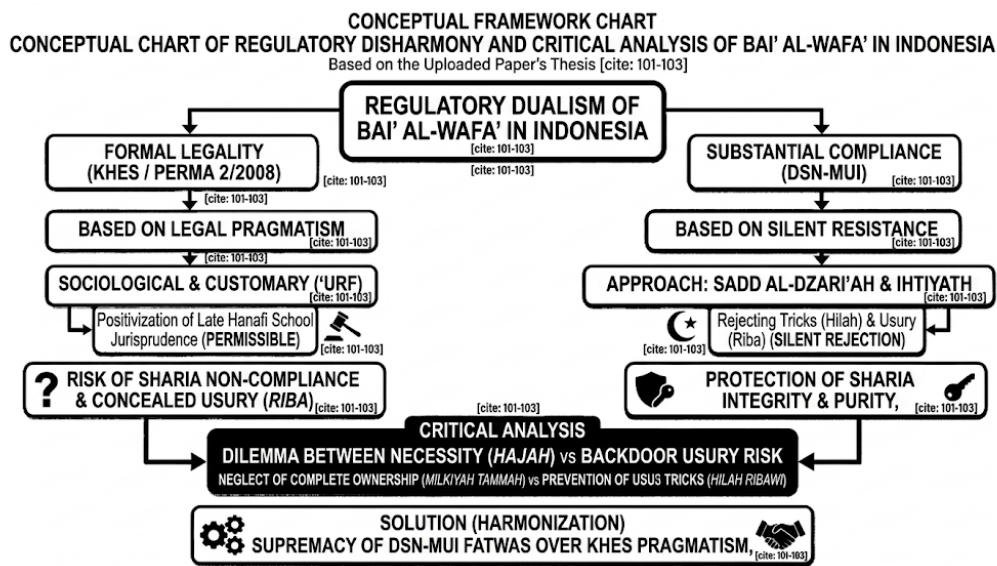 CONCEPTUAL FRAMEWORK CHART
CONCEPTUAL CHART OF REGULATORY DISHARMONY AND CRITICAL ANALYSIS OF BAI' AL-WAFA' IN INDONESIA
Based on the Uploaded Paper's Thesis [cite: 101-103]
REGULATORY DUALISM OF
BAI' AL-WAFA' IN INDONESIA
[cite: 101-103]
[cite: 101-103]
FORMAL LEGALITY
(KHES / PERMA 2/2008)
[cite: 101-103]
[cite: 101-103]
BASED ON LEGAL PRAGMATISM
[cite: 101-103]
[cite: 101-103]
SOCIOLOGICAL & CUSTOMARY ('URF)
[cite: 101-103]
Positivization of Late Hanafi School
Jurisprudence (PERMISSIBLE)
[cite: 101-103]
? RISK OF SHARIA NON-COMPLIANCE
& CONCEALED USURY (RIBA)
[cite: 101-103]
SUBSTANTIAL COMPLIANCE
(DSN-MUI)
[cite: 101-103]
BASED ON SILENT RESISTANCE
[cite: 101-103]
APPROACH: SADD AL-DZARI'AH & IHTIYATH
[cite: 101-103]
Rejecting Tricks (Hilah) & Usury
(Riba) (SILENT REJECTION)
[cite: 101-103]
PROTECTION OF SHARIA
INTEGRITY & PURITY,
[cite: 101-103]
[cite: 101-103]
CRITICAL ANALYSIS
DILEMMA BETWEEN NECESSITY (HAJAH) vs BACKDOOR USURY RISK
NEGLECT OF COMPLETE OWNERSHIP (MILKIYAH TAMMAH) vs PREVENTION OF TRICKS (HILAH RIBAWI)
SOLUTION (HARMONIZATION)
SUPREMACY OF DSN-MUI FATWAS OVER KHES PRAGMATISM,
[cite: 101-103]